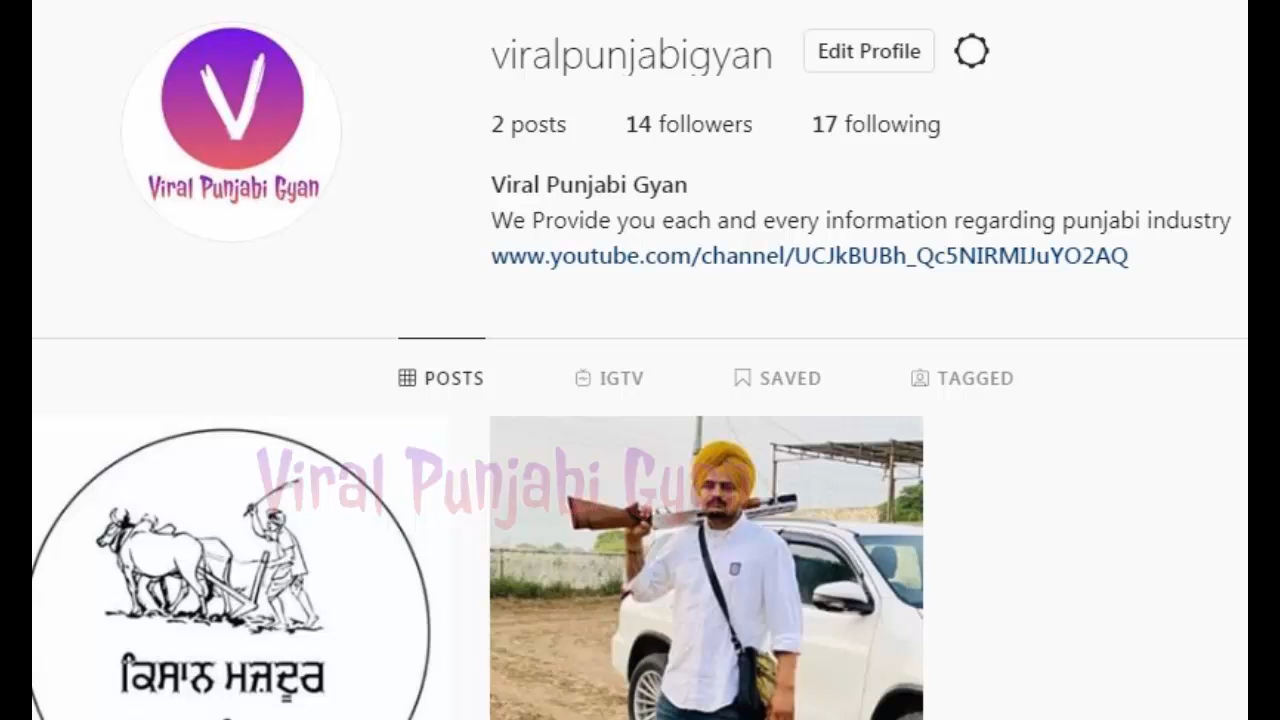 V
Viral Punjabi Gyan
viralpunjabigyan
Edit Profile
2 posts
14 followers
17 following
Viral Punjabi Gyan
We Provide you each and every information regarding punjabi industry
www.youtube.com/channel/UCJkBUBh_Qc5NIRMIJuYO2AQ
POSTS
IGTV
SAVED
TAGGED
Viral Punjabi Gyan
ਕਿਸਾਨ ਮਜ਼ਦੂਰ